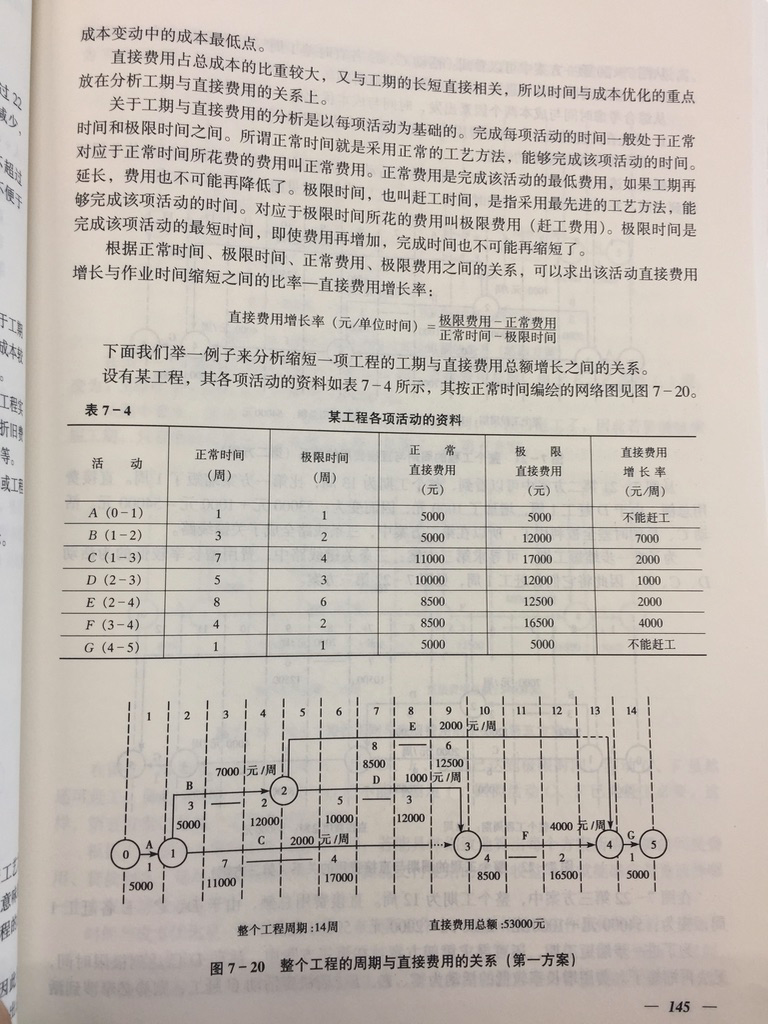 成本变动中的成本最低点。
直接费用占总成本的比重较大，又与工期的长短直接相关，所以时间与成本优化的重点
放在分析工期与直接费用的关系上。
关于工期与直接费用的分析是以每项活动为基础的。完成每项活动的时间一般处于正常
时间和极限时间之间。所谓正常时间就是采用正常的工艺方法，能够完成该项活动的时间。
对应于正常时间所花费的费用叫正常费用。正常费用是完成该活动的最低费用，如果工期再
延长，费用也不可能再降低了。极限时间，也叫赶工时间，是指采用最先进的工艺方法，能
够完成该项活动的时间。对应于极限时间所花的费用叫极限费用（赶工费用）。极限时间是
完成该项活动的最短时间，即使费用再增加，完成时间也不可能再缩短了。
根据正常时间、极限时间、正常费用、极限费用之间的关系，可以求出该活动直接费用
增长与作业时间缩短之间的比率—直接费用增长率：
直接费用增长率（元/单位时间）=极限费用-正常费用
正常时间-极限时间
下面我们举一例子来分析缩短一项工程的工期与直接费用总额增长之间的关系。
设有某工程，其各项活动的资料如表7-4所示，其按正常时间编绘的网络图见图7-20。
表7-4 某工程各项活动的资料
活 动 正常时间（周） 极限时间（周） 正常直接费用（元） 极限直接费用（元） 直接费用增长率（元/周）
A（0-1） 1 1 5000 5000 不能赶工
B（1-2） 3 2 5000 12000 7000
C（1-3） 7 4 11000 17000 2000
D（2-3） 5 3 10000 12000 1000
E（2-4） 8 6 8500 12500 2000
F（3-4） 4 2 8500 16500 4000
G（4-5） 1 1 5000 5000 不能赶工
1 2 3 4 5 6 7 8 9 10 11 12 13 14
E 2000元/周
8 — 6
8500 12500
B 7000元/周 2 D 1000元/周
3 — 2 5 — 3
5000 12000 10000 12000
0 A 1 C 2000元/周 3 F 4000元/周 4 G 5
1 7 — 4 4 — 2 1
5000 11000 17000 8500 16500 5000
整个工程周期：14周 直接费用总额：53000元
图7-20 整个工程的周期与直接费用的关系（第一方案）
— 145 —